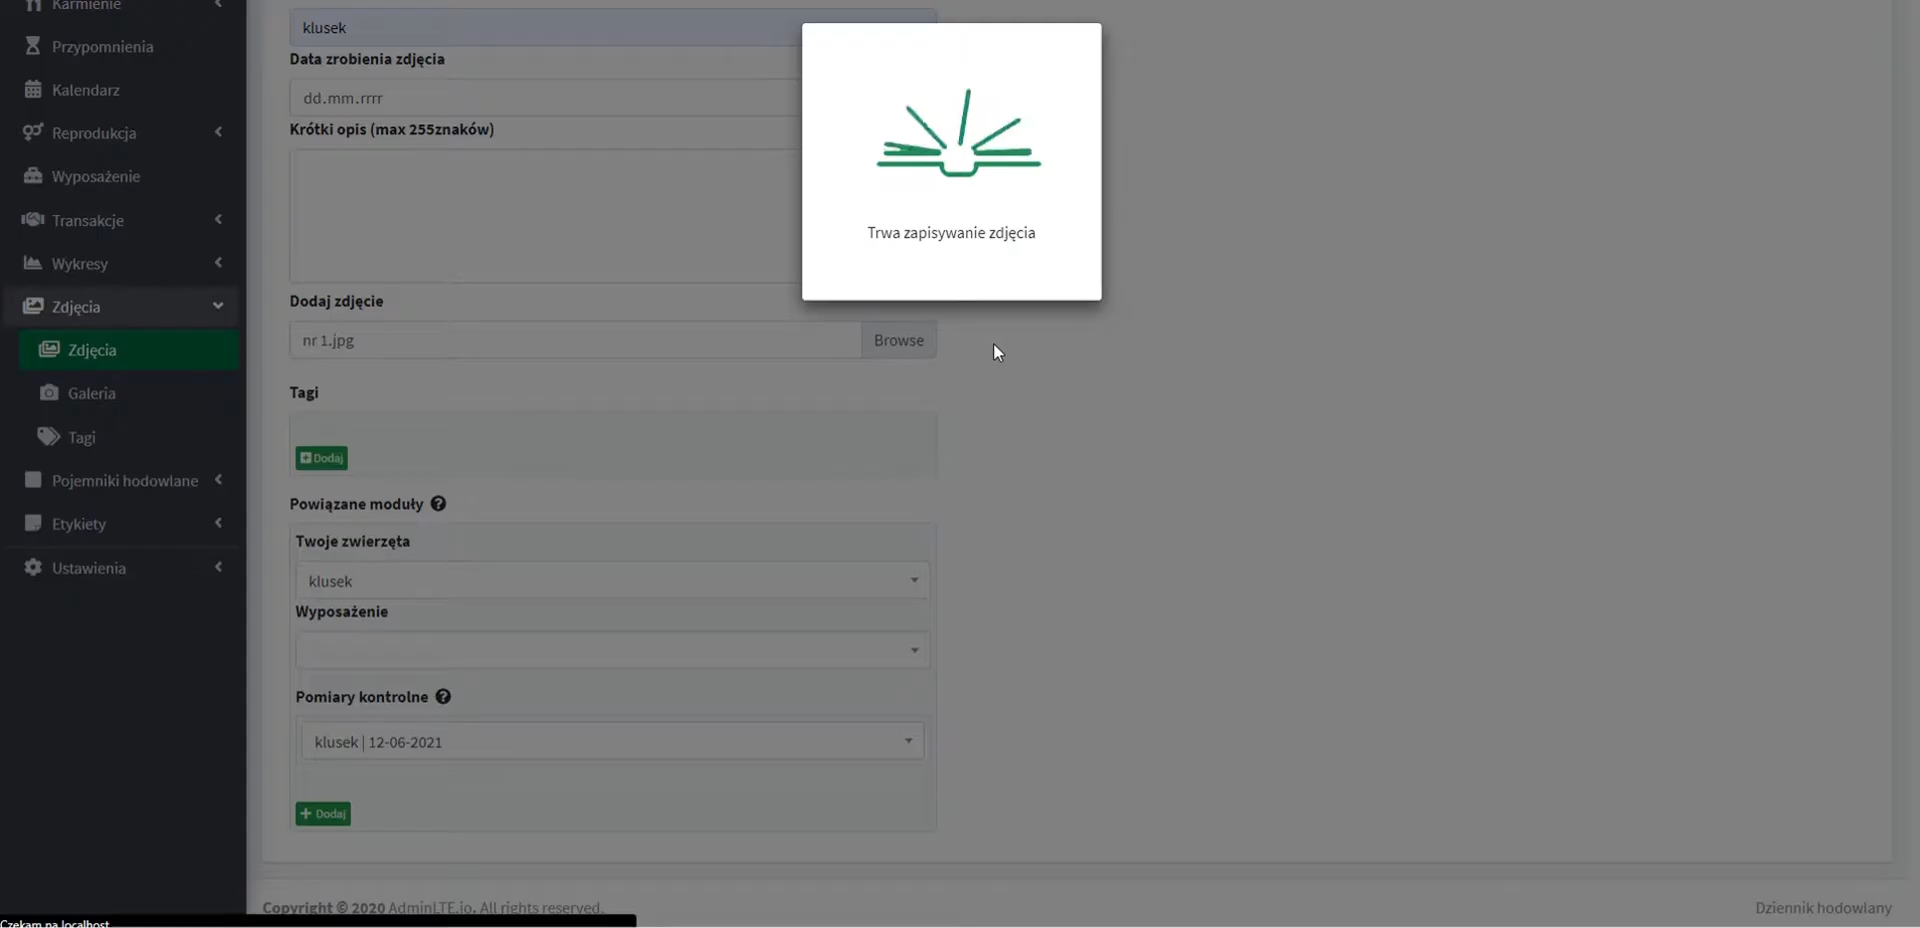 Karmienie
Przypomnienia
Kalendarz
Reprodukcja
Wyposażenie
Transakcje
Wykresy
Zdjęcia
Zdjęcia
Galeria
Tagi
Pojemniki hodowlane
Etykiety
Ustawienia
klusek
Data zrobienia zdjęcia
dd.mm.rrrr
Krótki opis (max 255znaków)
Dodaj zdjęcie
nr 1.jpg
Browse
Tagi
Dodaj
Powiązane moduły
Twoje zwierzęta
klusek
Wyposażenie
Pomiary kontrolne
klusek | 12-06-2021
Dodaj
Trwa zapisywanie zdjęcia
Copyright © 2020 AdminLTE.io. All rights reserved.
Dziennik hodowlany
Czekam na localhost